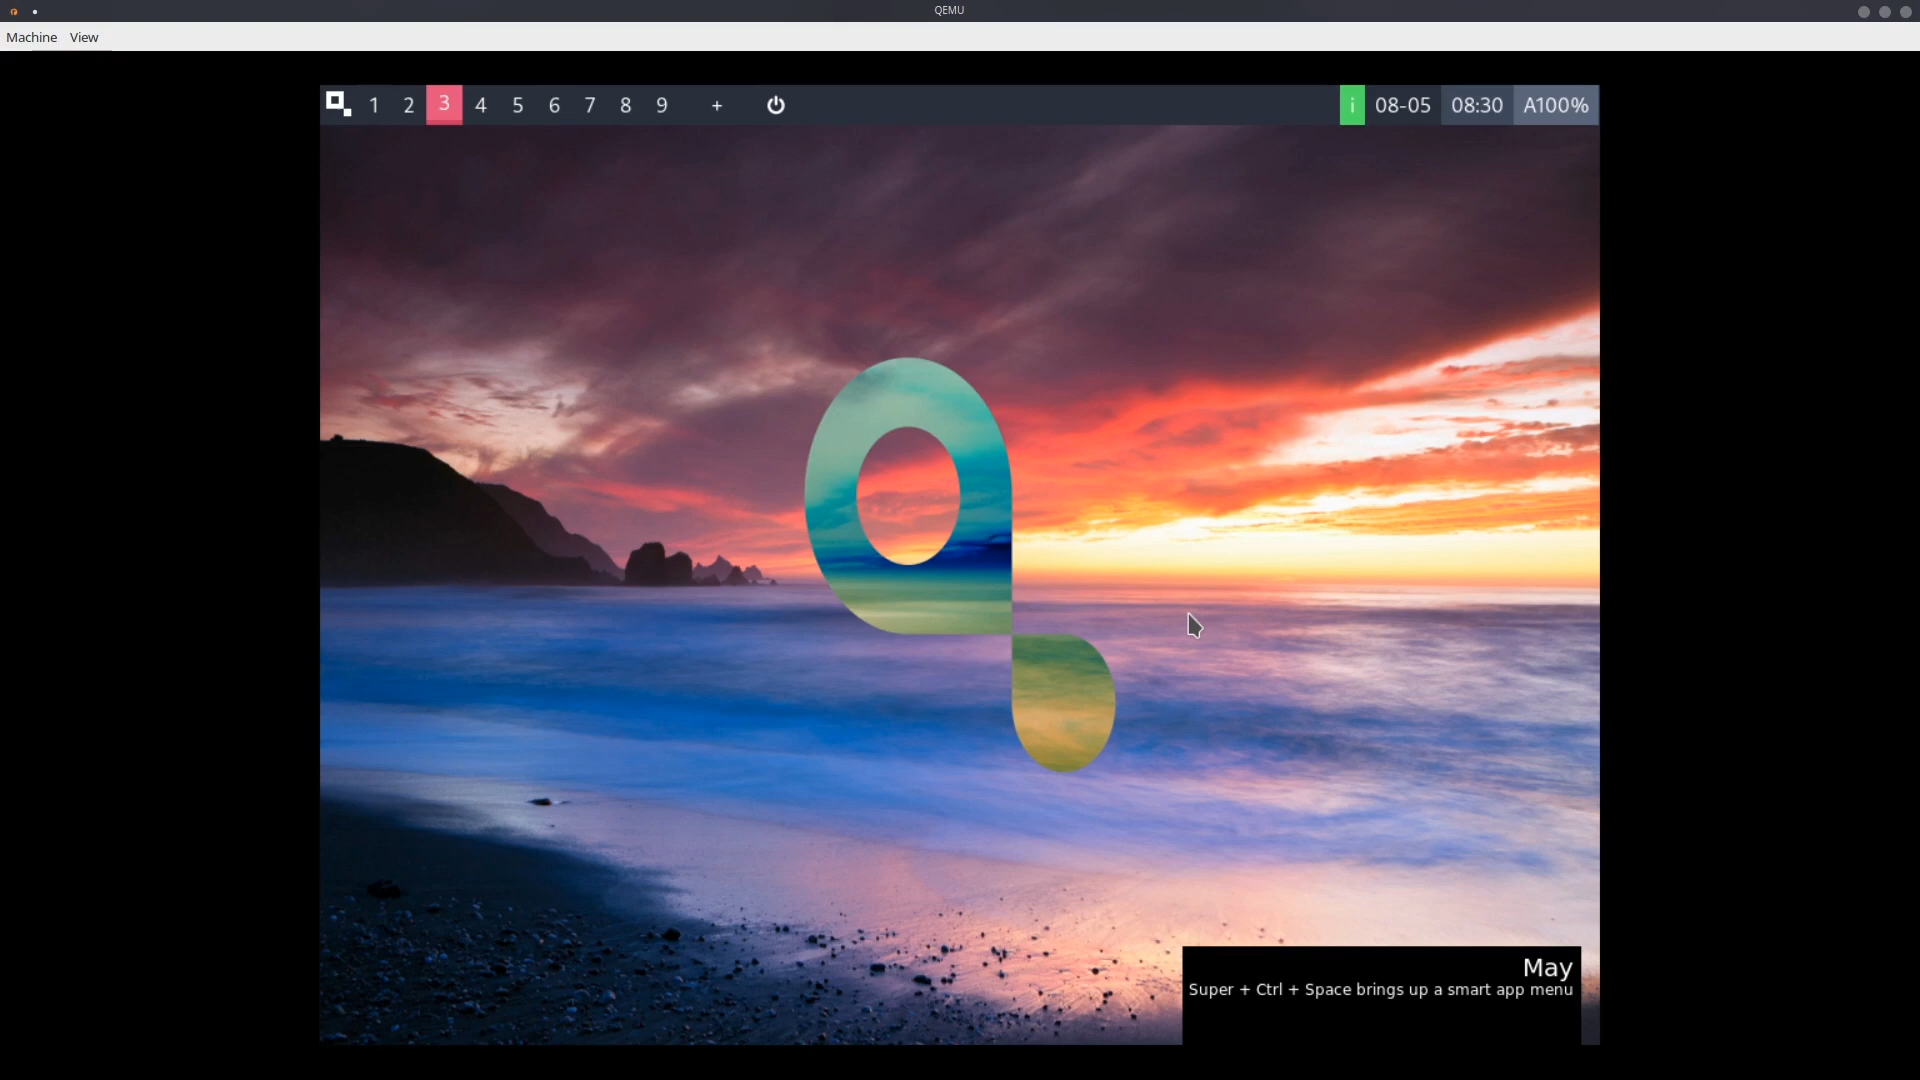 QEMU
Machine View
1 2 3 4 5 6 7 8 9 + i 08-05 08:30 A100%
May
Super + Ctrl + Space brings up a smart app menu